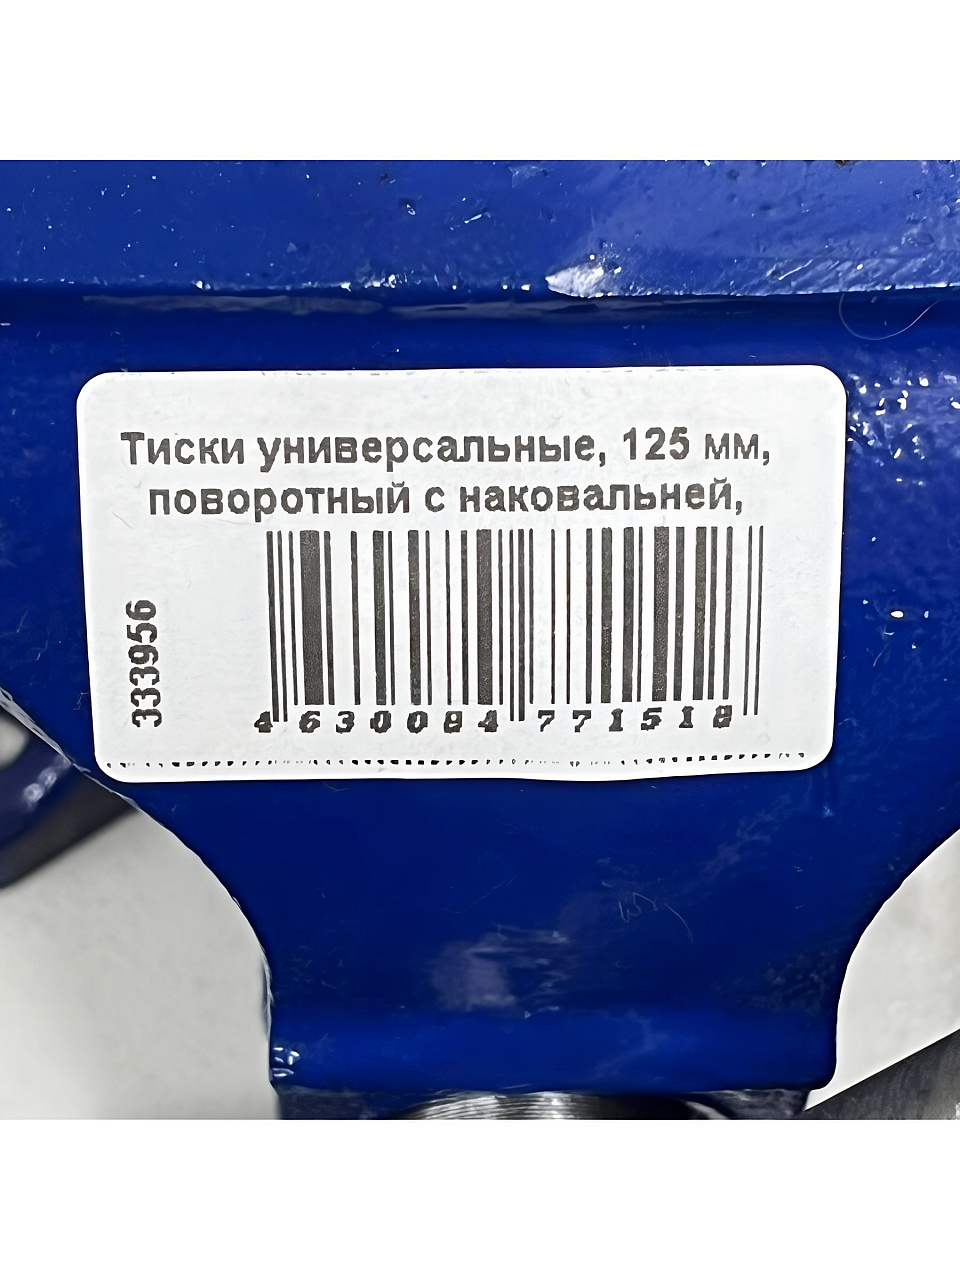 Тиски универсальные, 125 мм,
поворотный с наковальней,
333956
4630084771518